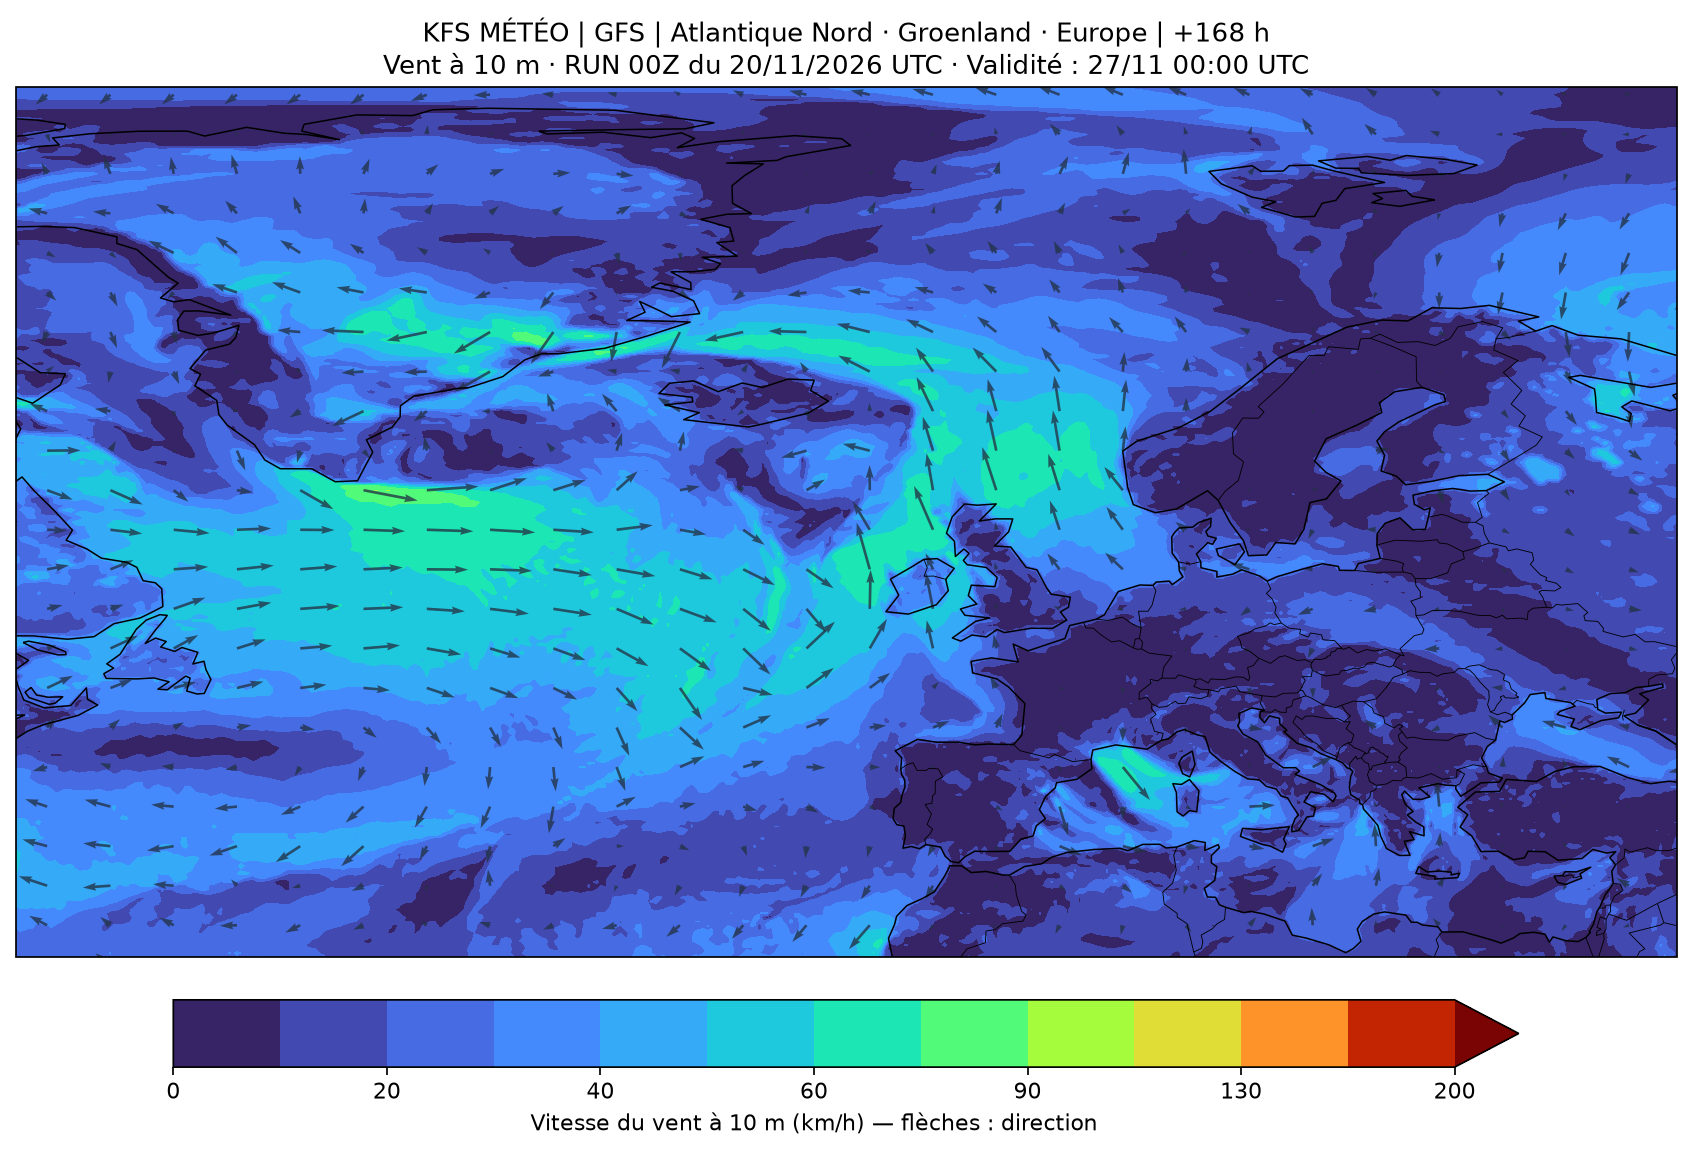 KFS MÉTÉO | GFS | Atlantique Nord · Groenland · Europe | +168 h
Vent à 10 m · RUN 00Z du 20/11/2026 UTC · Validité : 27/11 00:00 UTC
0 20 40 60 90 130 200
Vitesse du vent à 10 m (km/h) — flèches : direction